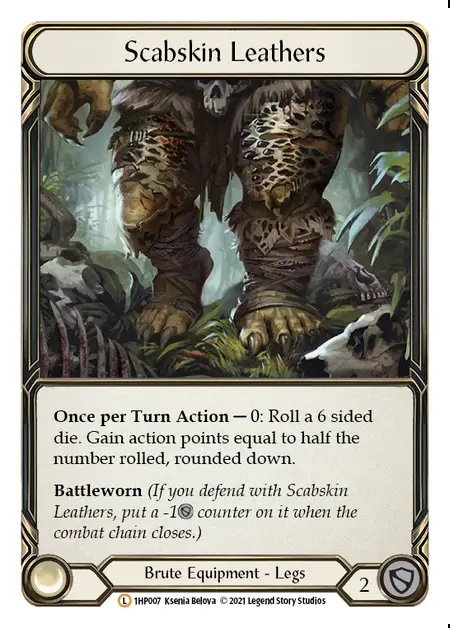 Scabskin Leathers
Once per Turn Action — 0: Roll a 6 sided
die. Gain action points equal to half the
number rolled, rounded down.
Battleworn (If you defend with Scabskin
Leathers, put a -1 counter on it when the
combat chain closes.)
Brute Equipment - Legs
2
L 1HP007 Ksenia Belova © 2021 Legend Story Studios